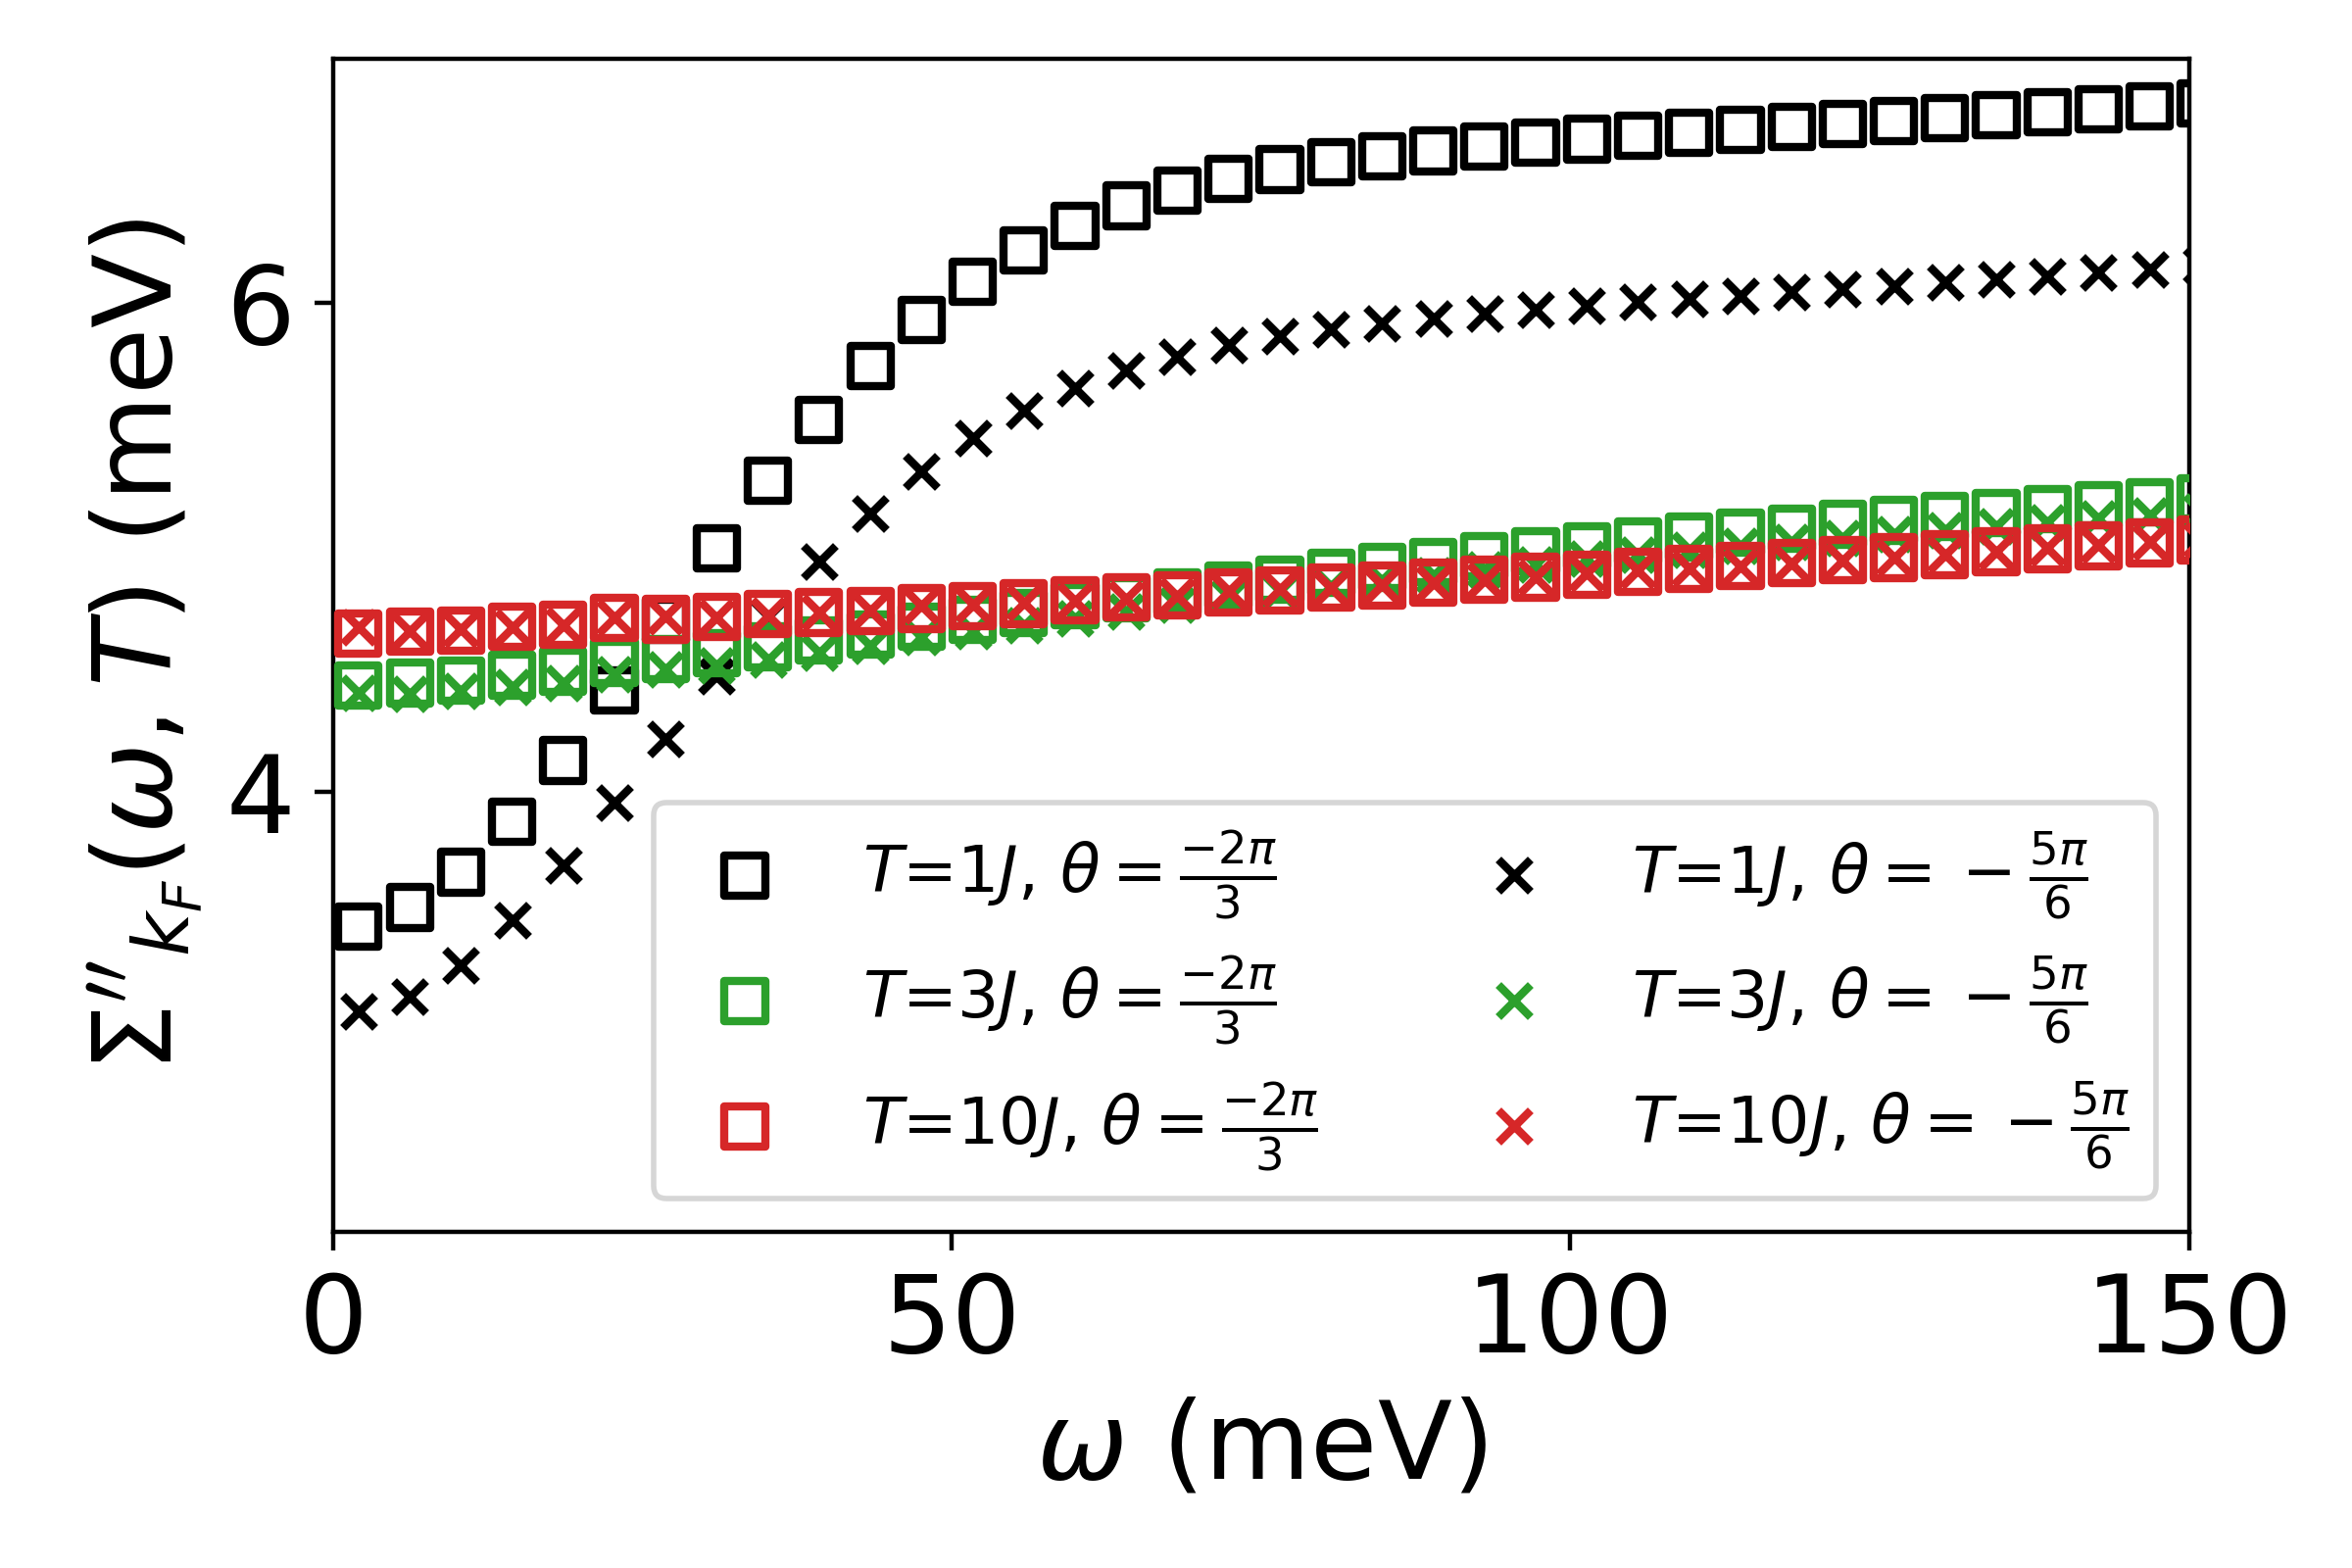 Σ''k_F(ω, T) (meV)
6
4
T=1J, θ = −2π/3
T=3J, θ = −2π/3
T=10J, θ = −2π/3
T=1J, θ = − 5π/6
T=3J, θ = − 5π/6
T=10J, θ = − 5π/6
0 50 100 150
ω (meV)